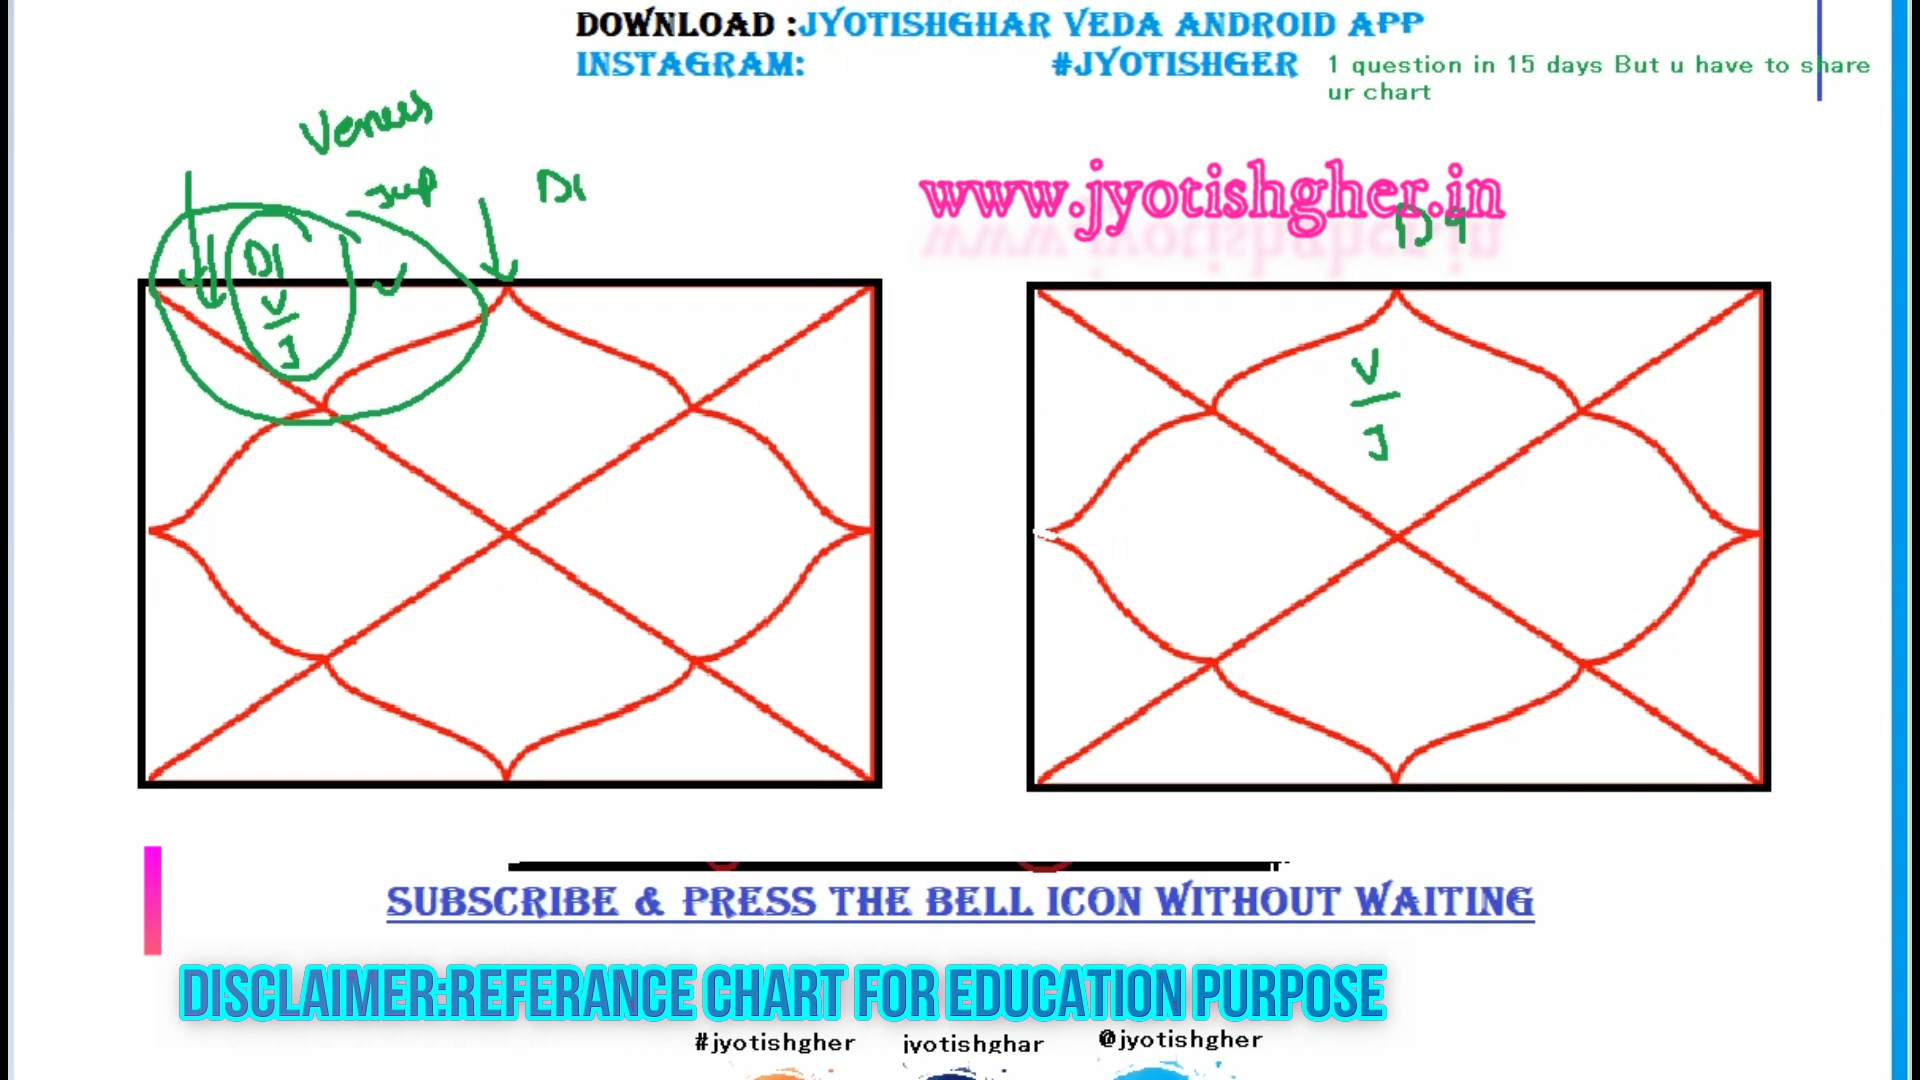 DOWNLOAD :JYOTISHGHAR VEDA ANDROID APP
INSTAGRAM: #JYOTISHGER
1 question in 15 days But u have to share
ur chart
Venus
Jup
D1
www.jyotishgher.in
D9
D1
V
J
V
J
SUBSCRIBE & PRESS THE BELL ICON WITHOUT WAITING
DISCLAIMER:REFERANCE CHART FOR EDUCATION PURPOSE
#jyotishgher jyotishghar @jyotishgher